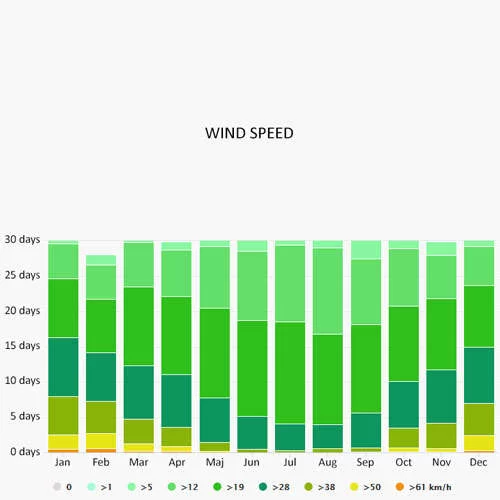 WIND SPEED
30 days
25 days
20 days
15 days
10 days
5 days
0 days
Jan Feb Mar Apr Maj Jun Jul Aug Sep Oct Nov Dec
0 >1 >5 >12 >19 >28 >38 >50 >61 km/h